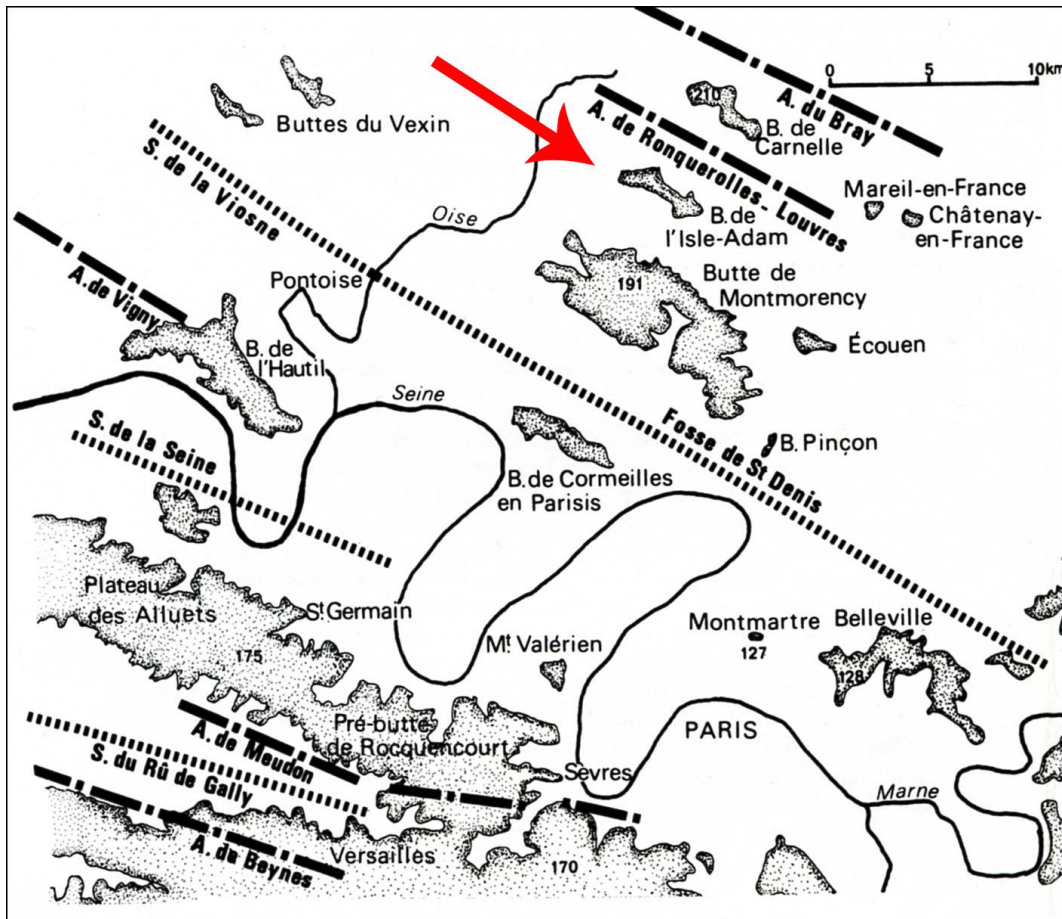 0 5 10km
210
A. du Bray
B. de
Carnelle
Buttes du Vexin
A. de Ronquerolles - Louvres
S. de la Viosne
Mareil-en-France
Châtenay-
en-France
Oise
B. de
l'Isle-Adam
Pontoise
191
Butte de
Montmorency
A. de Vigny
Écouen
B. de
l'Hautil
Seine
S. de la Seine
Fosse de St Denis
B. Pinçon
B. de Cormeilles
en Parisis
Plateau
des Alluets
St Germain
Montmartre
127
Belleville
128
Mt Valérien
175
Pré-butte
de Rocquencourt
PARIS
A. de Meudon
S. du Rû de Gally
Sèvres
Marne
Versailles
A. de Beynes
170